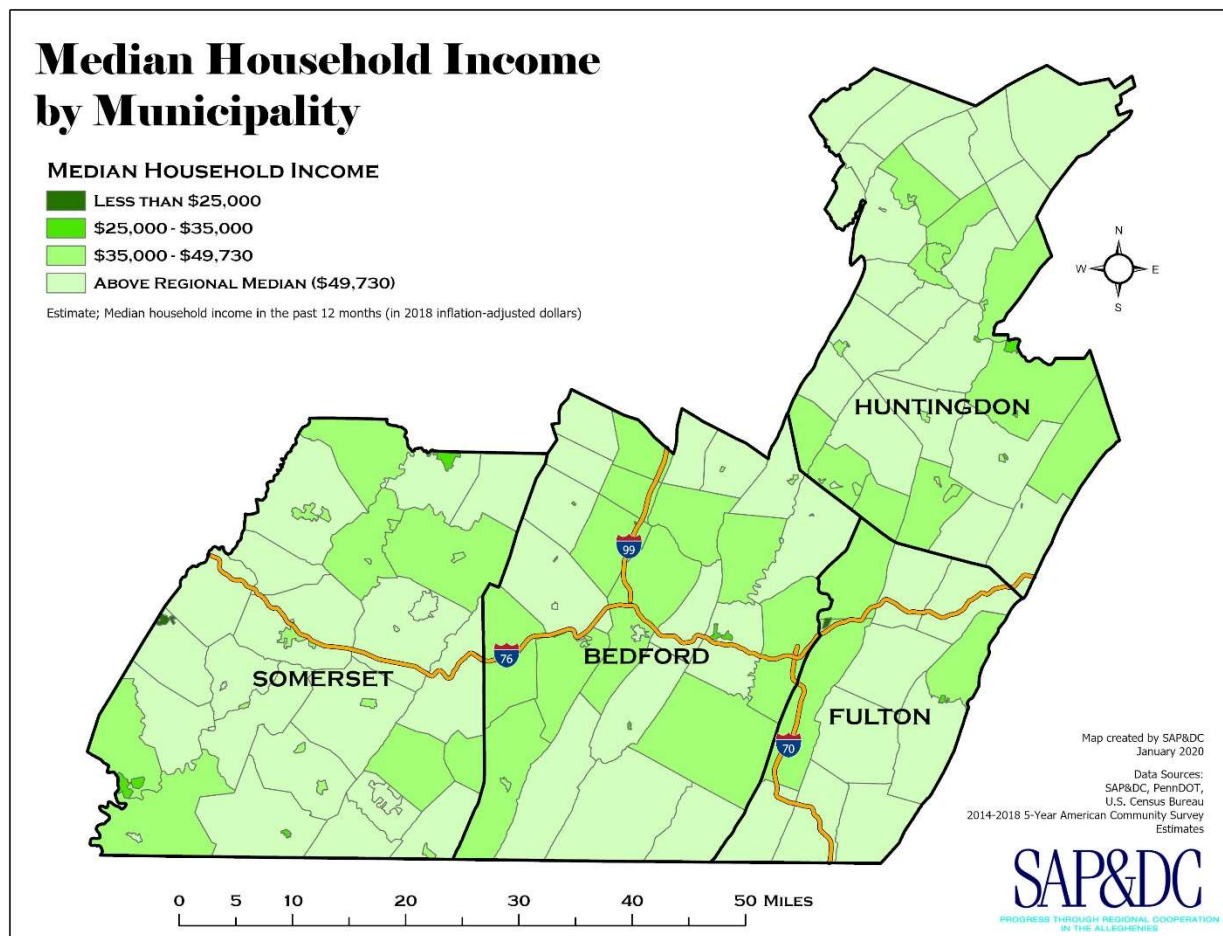 Median Household Income
by Municipality
MEDIAN HOUSEHOLD INCOME
LESS THAN $25,000
$25,000 - $35,000
$35,000 - $49,730
ABOVE REGIONAL MEDIAN ($49,730)
Estimate; Median household income in the past 12 months (in 2018 inflation-adjusted dollars)
N
W E
S
HUNTINGDON
99
76
BEDFORD
SOMERSET
FULTON
70
Map created by SAP&DC
January 2020
Data Sources:
SAP&DC, PennDOT,
U.S. Census Bureau
2014-2018 5-Year American Community Survey
Estimates
SAP&DC
PROGRESS THROUGH REGIONAL COOPERATION
IN THE ALLEGHENIES
0 5 10 20 30 40 50 MILES